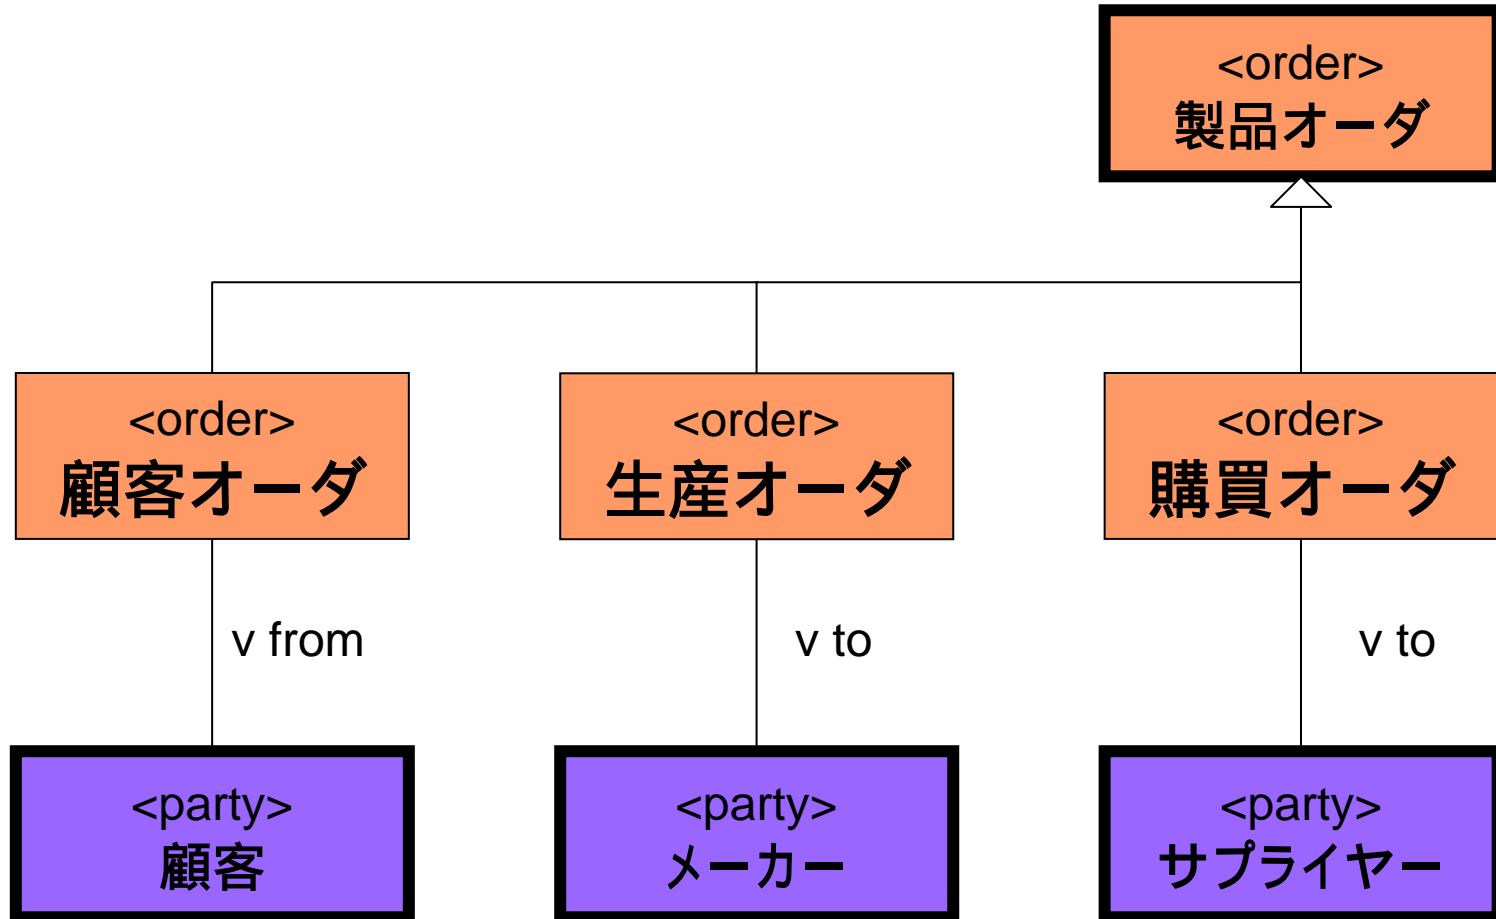 <order>
製品オーダ
<order>
顧客オーダ
<order>
生産オーダ
<order>
購買オーダ
v from
v to
v to
<party>
顧客
<party>
メーカー
<party>
サプライヤー